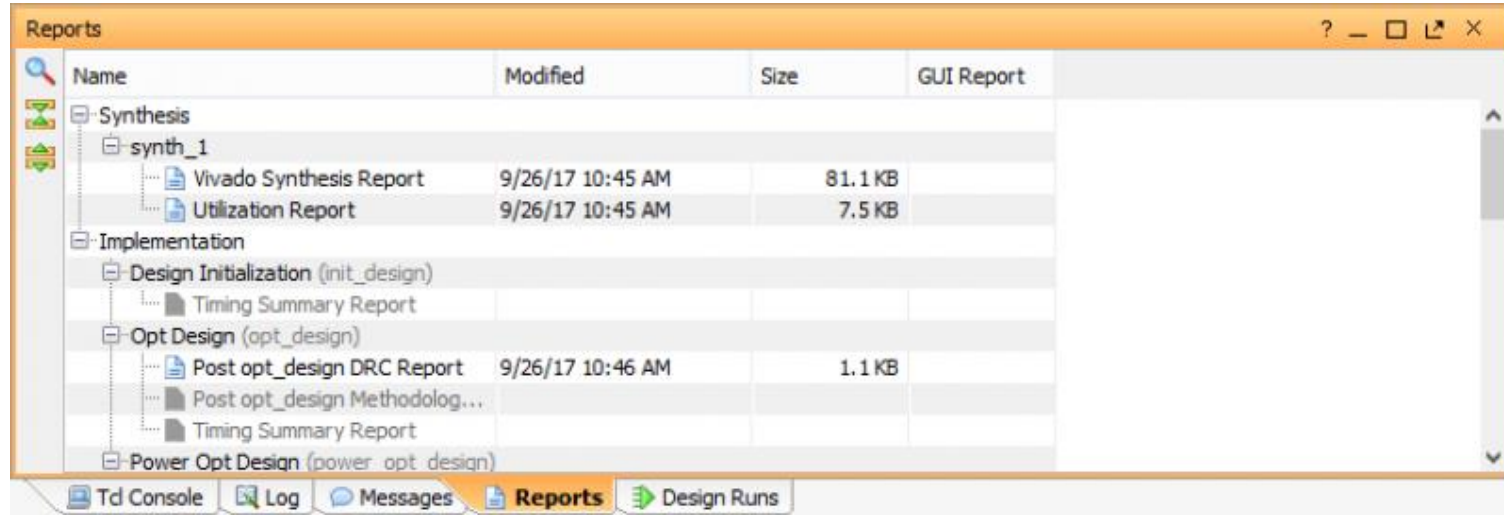 Reports ?
Name Modified Size GUI Report
Synthesis
synth_1
Vivado Synthesis Report 9/26/17 10:45 AM 81.1 KB
Utilization Report 9/26/17 10:45 AM 7.5 KB
Implementation
Design Initialization (init_design)
Timing Summary Report
Opt Design (opt_design)
Post opt_design DRC Report 9/26/17 10:46 AM 1.1 KB
Post opt_design Methodolog...
Timing Summary Report
Power Opt Design (power_opt_design)
Tcl Console Log Messages Reports Design Runs